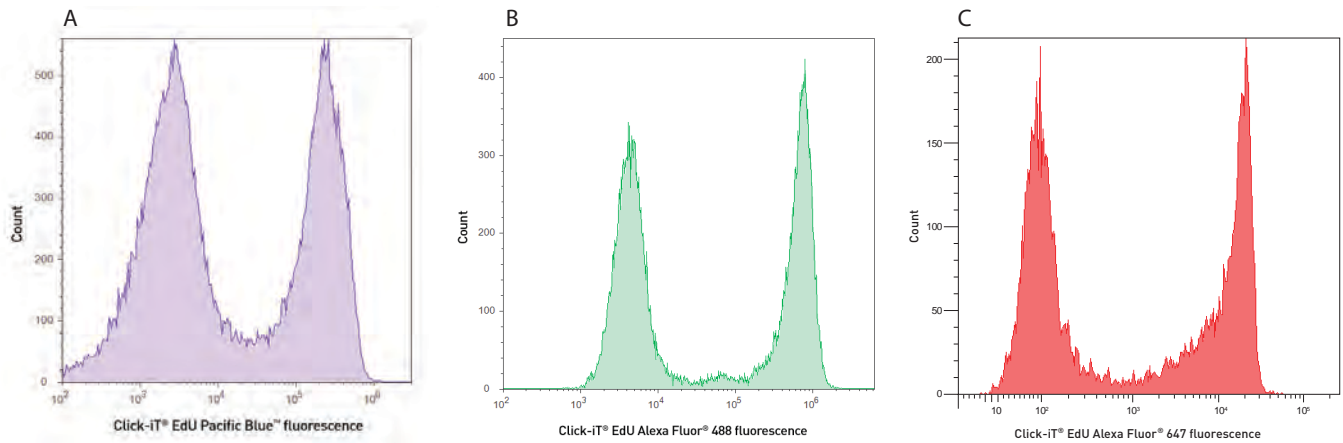 A
500
400
300
200
100
0
Count
10² 10³ 10⁴ 10⁵ 10⁶
Click-iT® EdU Pacific Blue™ fluorescence
B
400
300
200
100
0
Count
10² 10³ 10⁴ 10⁵ 10⁶
Click-iT® EdU Alexa Fluor® 488 fluorescence
C
200
150
100
50
0
Count
10 10² 10³ 10⁴ 10⁵
Click-iT® EdU Alexa Fluor® 647 fluorescence